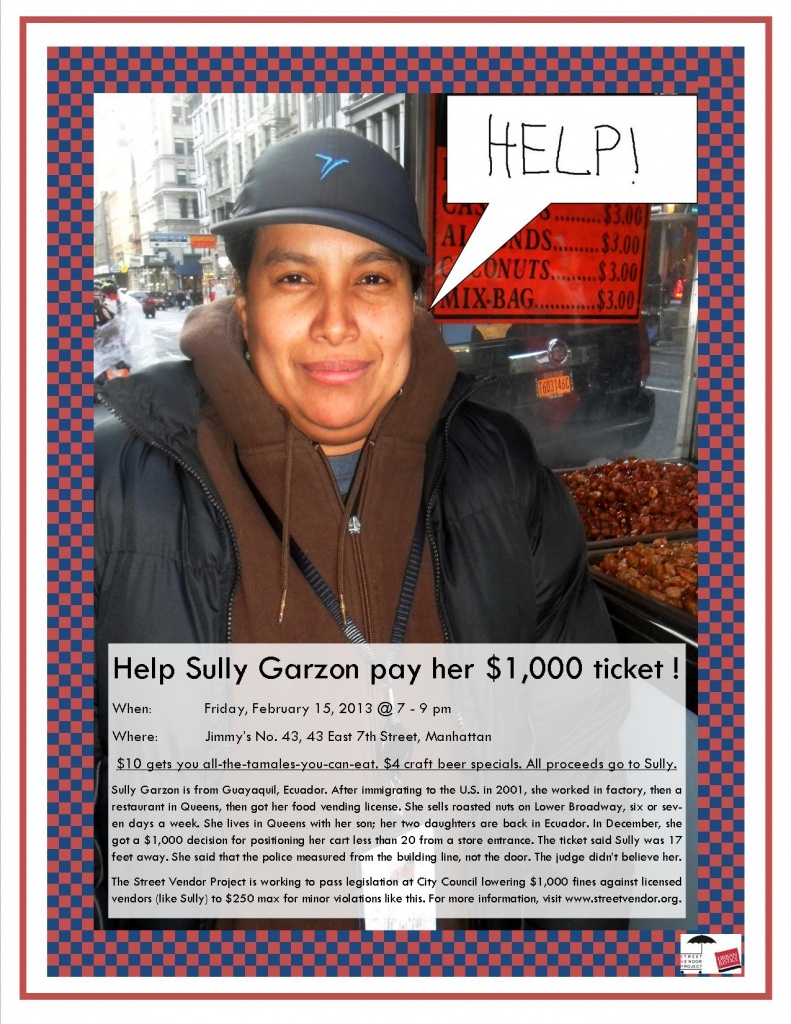 HELP!
CAS S.........$3.00
AL NDS..........$3.00
C CONUTS......$3.00
MIX-BAG..........$3.00
T603146C
Help Sully Garzon pay her $1,000 ticket !
When: Friday, February 15, 2013 @ 7 - 9 pm
Where: Jimmy's No. 43, 43 East 7th Street, Manhattan
$10 gets you all-the-tamales-you-can-eat. $4 craft beer specials. All proceeds go to Sully.
Sully Garzon is from Guayaquil, Ecuador. After immigrating to the U.S. in 2001, she worked in factory, then a
restaurant in Queens, then got her food vending license. She sells roasted nuts on Lower Broadway, six or sev-
en days a week. She lives in Queens with her son; her two daughters are back in Ecuador. In December, she
got a $1,000 decision for positioning her cart less than 20 from a store entrance. The ticket said Sully was 17
feet away. She said that the police measured from the building line, not the door. The judge didn't believe her.
The Street Vendor Project is working to pass legislation at City Council lowering $1,000 fines against licensed
vendors (like Sully) to $250 max for minor violations like this. For more information, visit www.streetvendor.org.
STREET
VENDOR
PROJECT
URBAN
JUSTICE